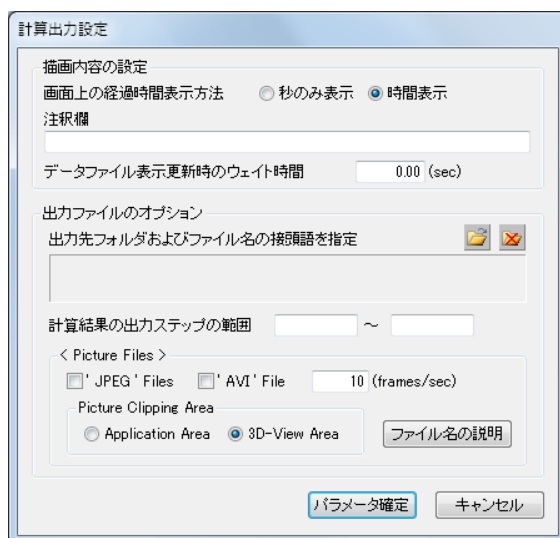 計算出力設定
描画内容の設定
画面上の経過時間表示方法 秒のみ表示 時間表示
注釈欄
データファイル表示更新時のウェイト時間 0.00 (sec)
出力ファイルのオプション
出力先フォルダおよびファイル名の接頭語を指定
計算結果の出力ステップの範囲 ～
< Picture Files >
' JPEG ' Files ' AVI ' File 10 (frames/sec)
Picture Clipping Area
Application Area 3D-View Area ファイル名の説明
パラメータ確定 キャンセル